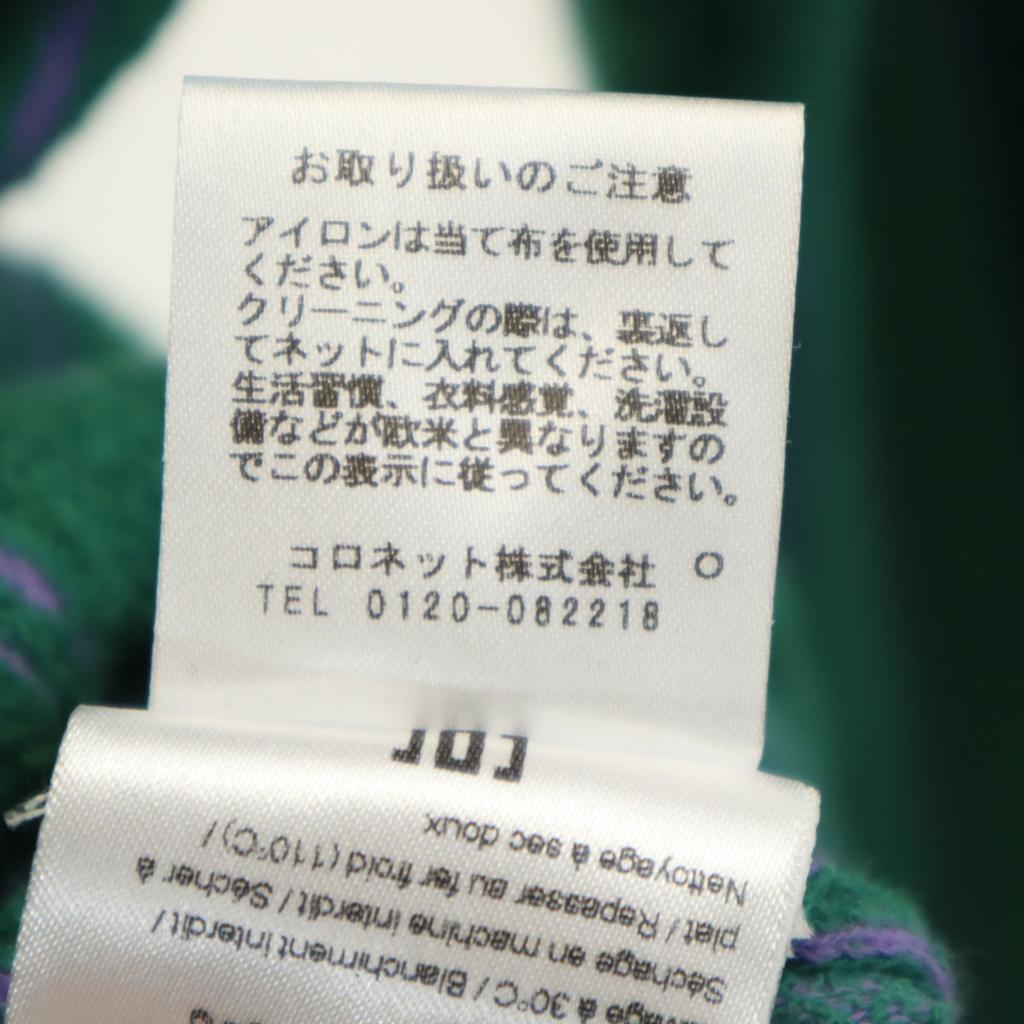 お取り扱いのご注意
アイロンは当て布を使用して
ください。
クリーニングの際は、裏返し
てネットに入れてください。
生活習慣、衣料感覚、洗濯設
備などが欧米と異なりますの
でこの表示に従ってください。
コロネット株式会社 O
TEL 0120-082218
Blanchiment interdit /
Séchage en machine interdit / Sécher à
plat / Repasser au fer froid (110°C) /
Nettoyage à sec doux